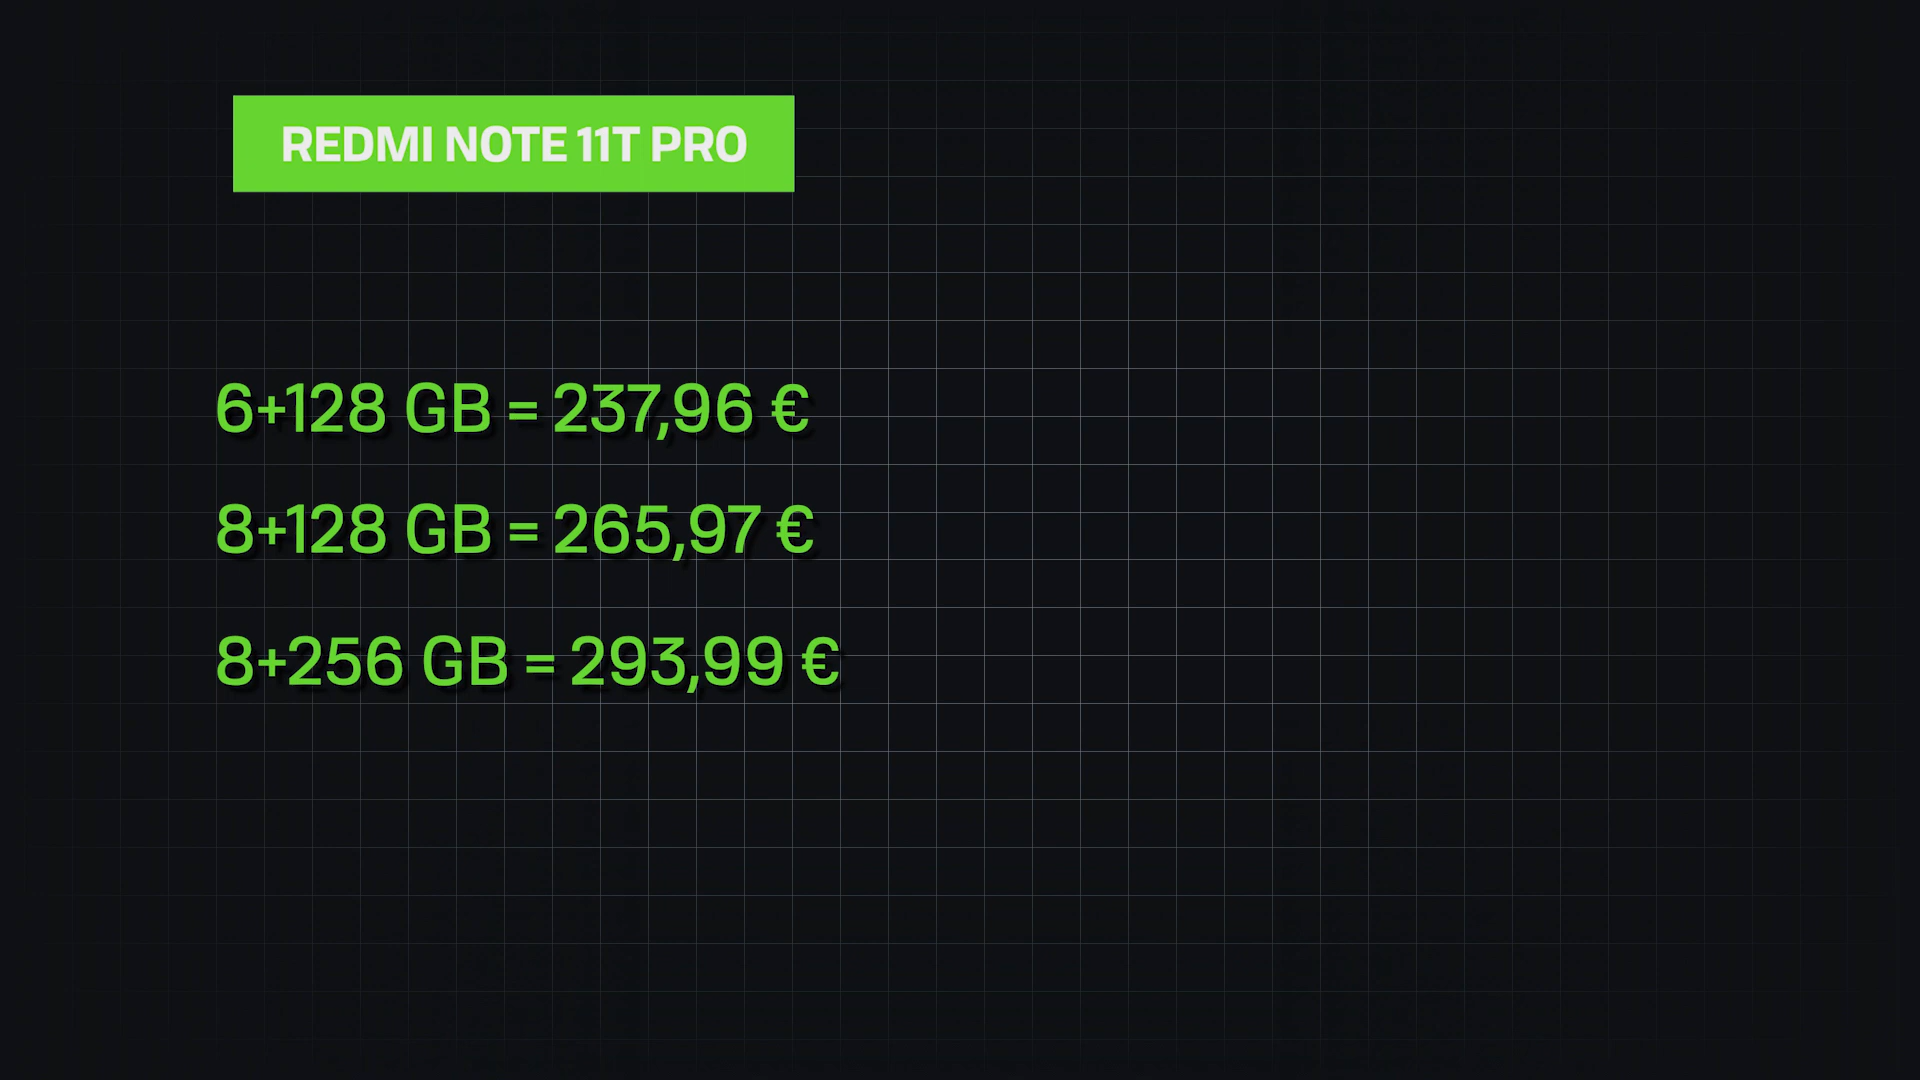 REDMI NOTE 11T PRO
6+128 GB = 237,96 €
8+128 GB = 265,97 €
8+256 GB = 293,99 €